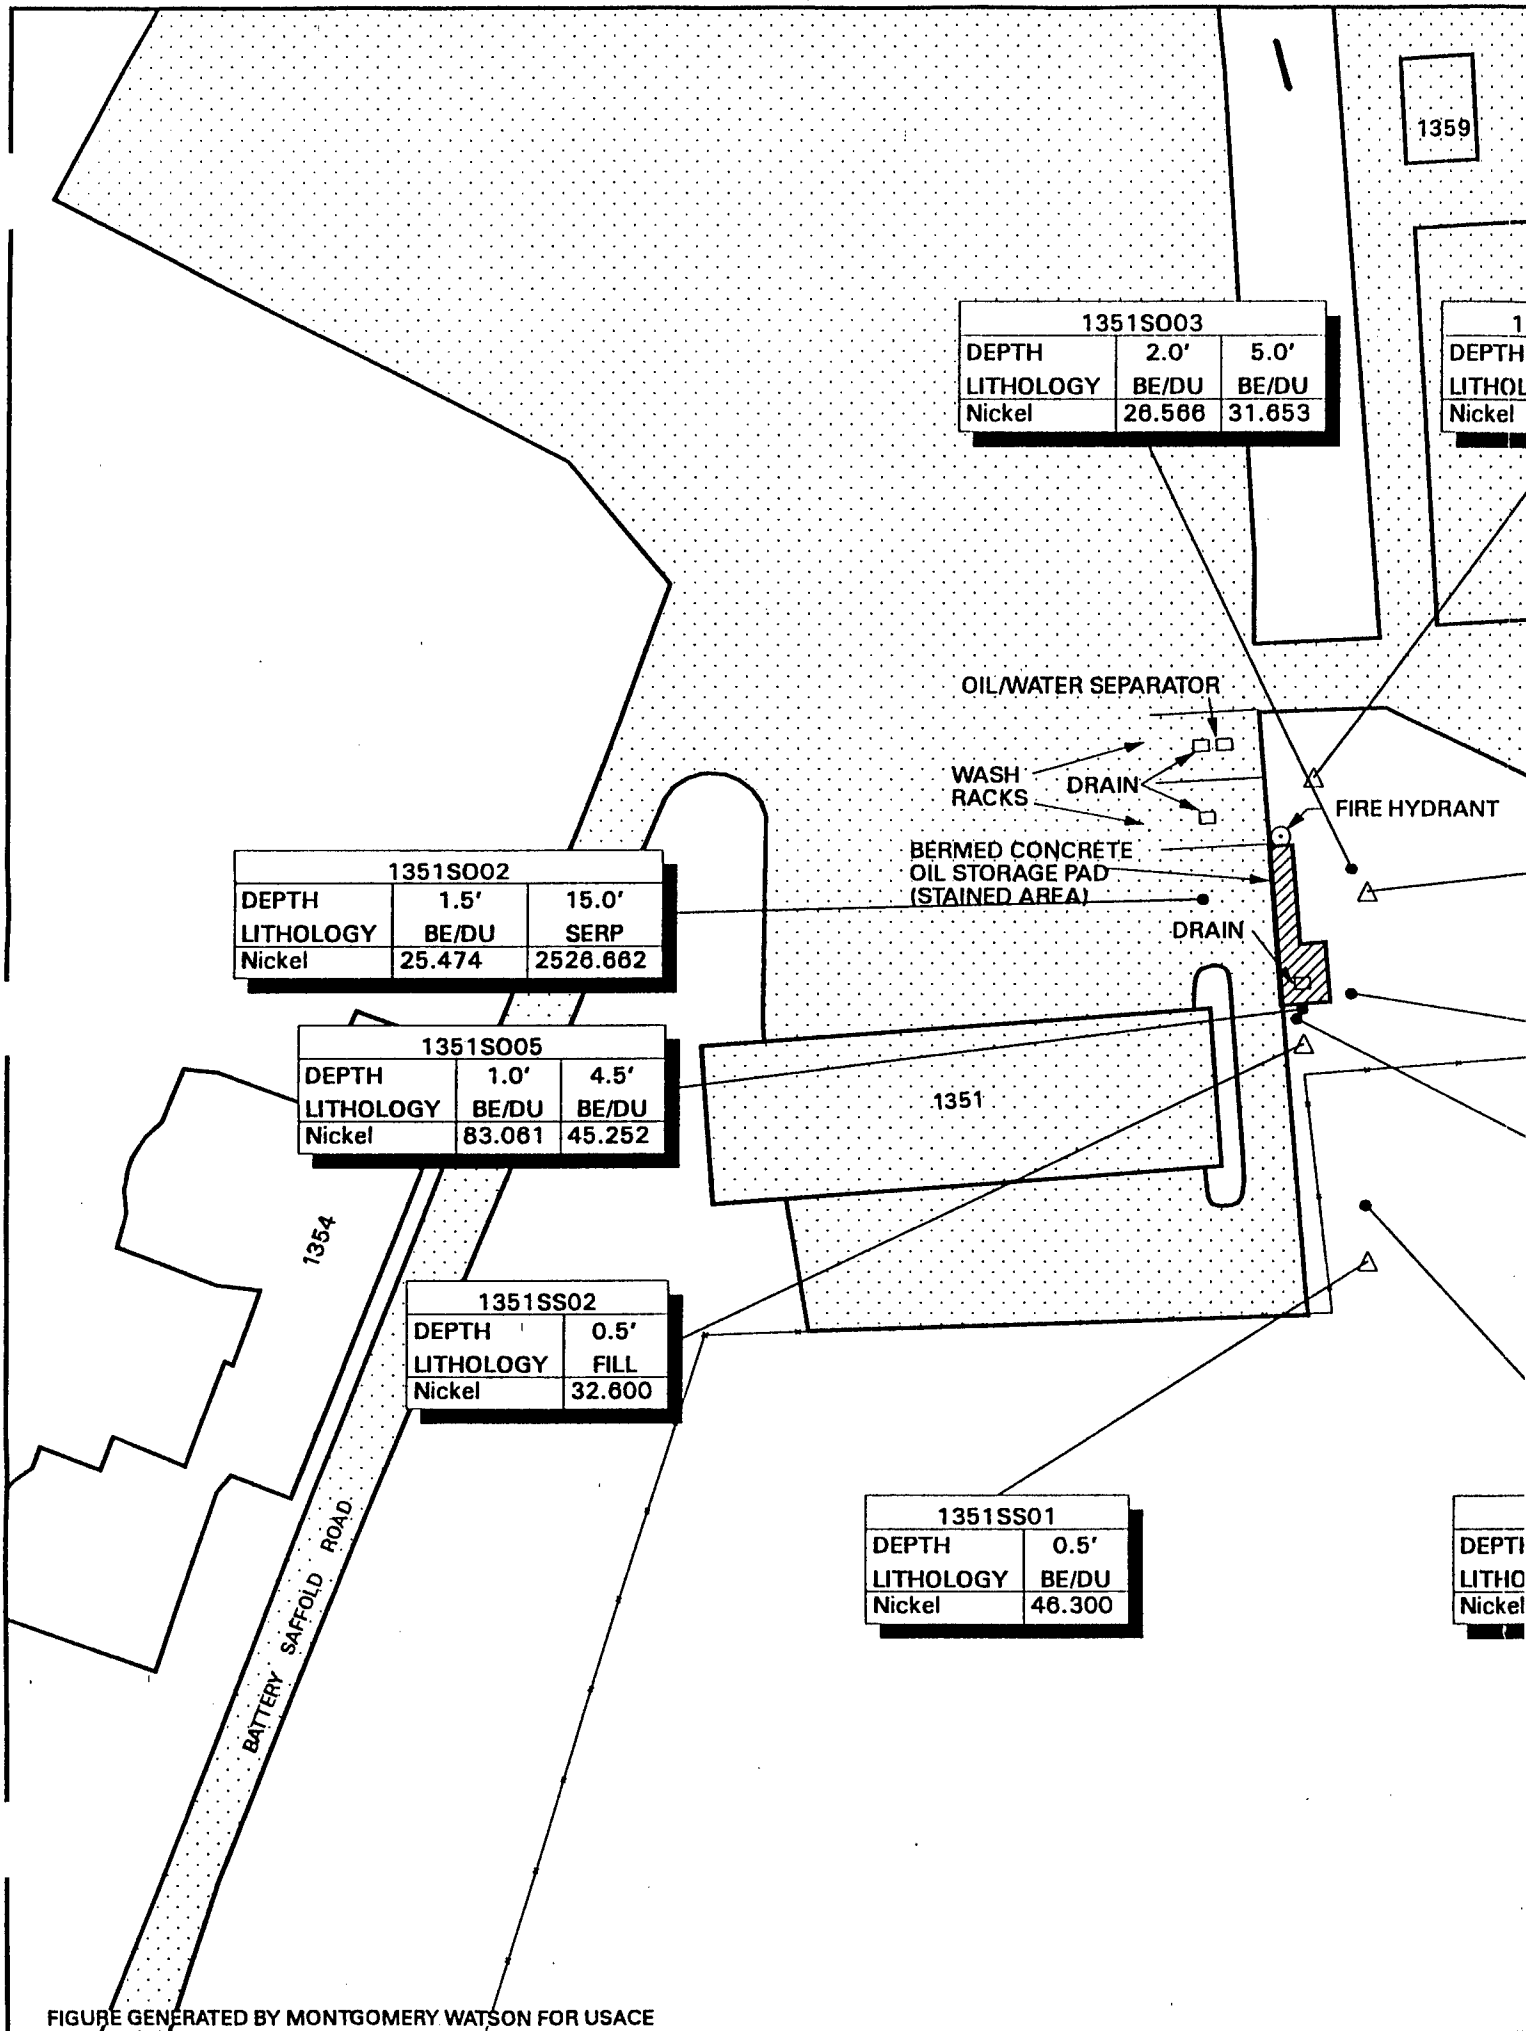 1359
1351SO03
DEPTH 2.0' 5.0'
LITHOLOGY BE/DU BE/DU
Nickel 26.566 31.653
1
DEPTH
LITHOL
Nickel
OIL/WATER SEPARATOR
WASH
RACKS
DRAIN
FIRE HYDRANT
BERMED CONCRETE
OIL STORAGE PAD
(STAINED AREA)
DRAIN
1351SO02
DEPTH 1.5' 15.0'
LITHOLOGY BE/DU SERP
Nickel 25.474 2526.662
1351SO05
DEPTH 1.0' 4.5'
LITHOLOGY BE/DU BE/DU
Nickel 83.061 45.252
1351
1354
1351SS02
DEPTH 0.5'
LITHOLOGY FILL
Nickel 32.600
1351SS01
DEPTH 0.5'
LITHOLOGY BE/DU
Nickel 46.300
DEPTH
LITHO
Nickel
BATTERY SAFFOLD ROAD
FIGURE GENERATED BY MONTGOMERY WATSON FOR USACE